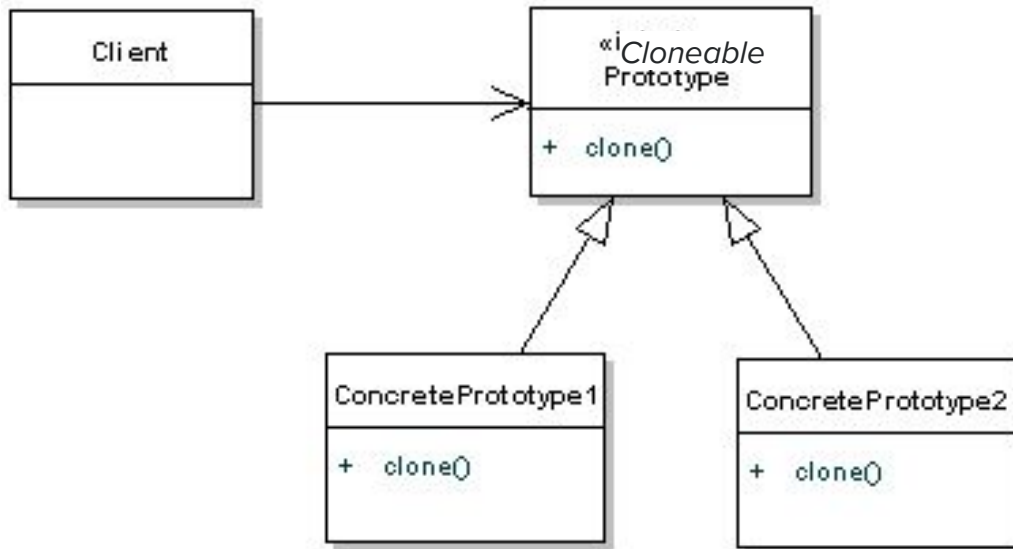 Client
«i
Cloneable
Prototype
+ clone()
ConcretePrototype1
+ clone()
ConcretePrototype2
+ clone()